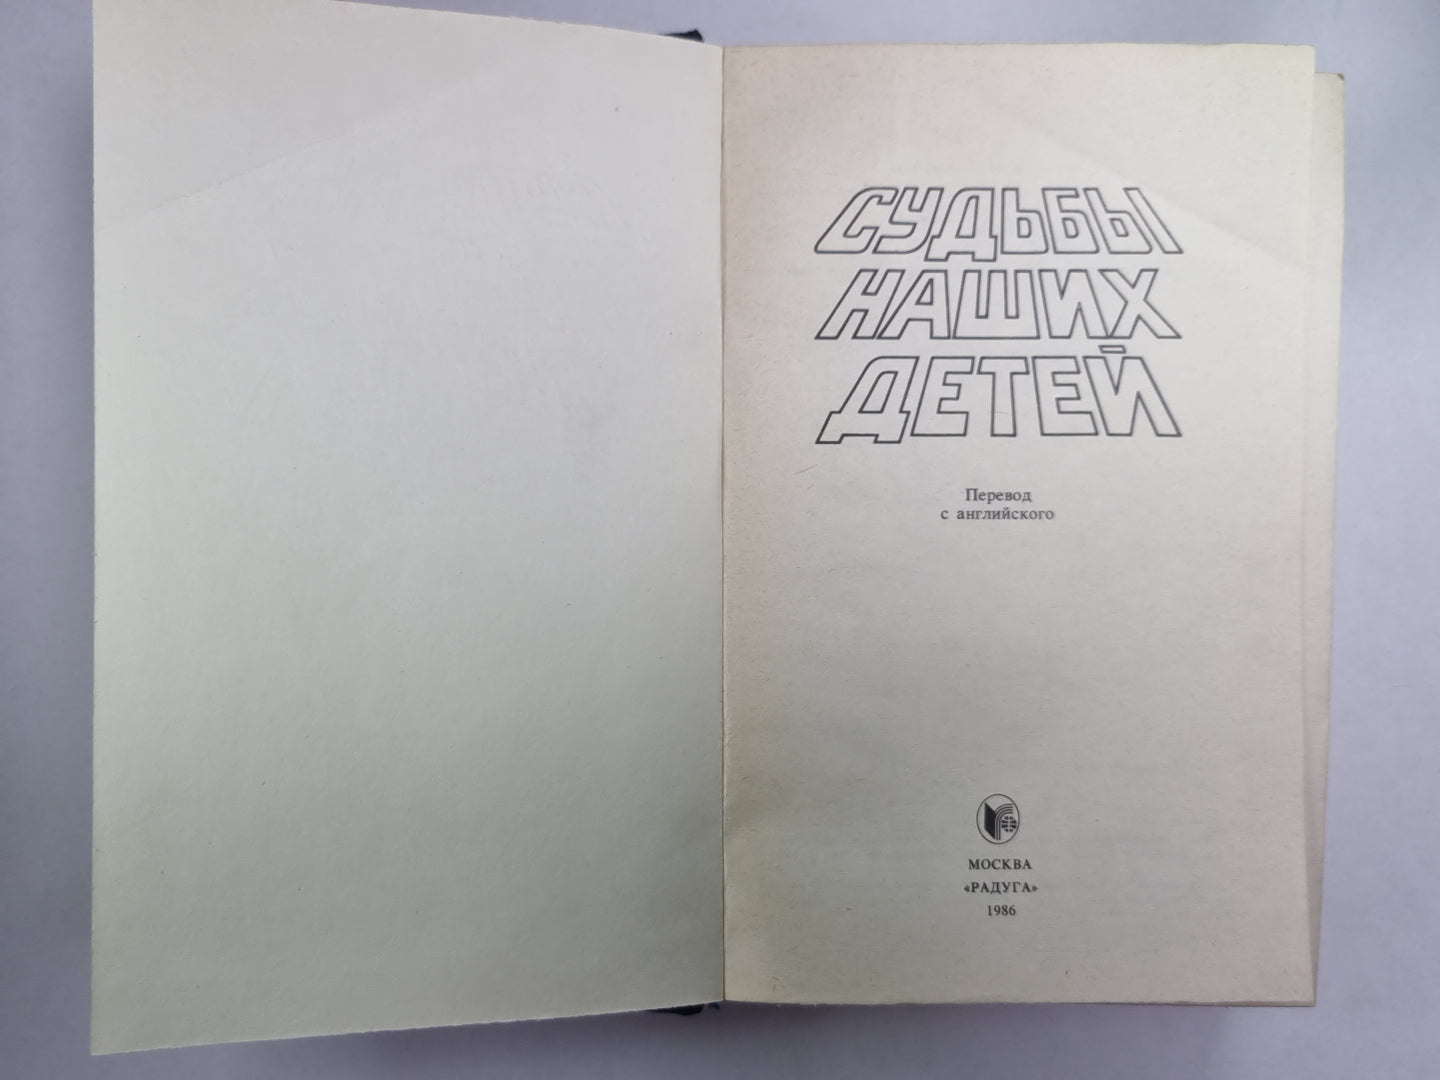 СУДЬБЫ
НАШИХ
ДЕТЕЙ
Перевод
с английского
МОСКВА
«РАДУГА»
1986